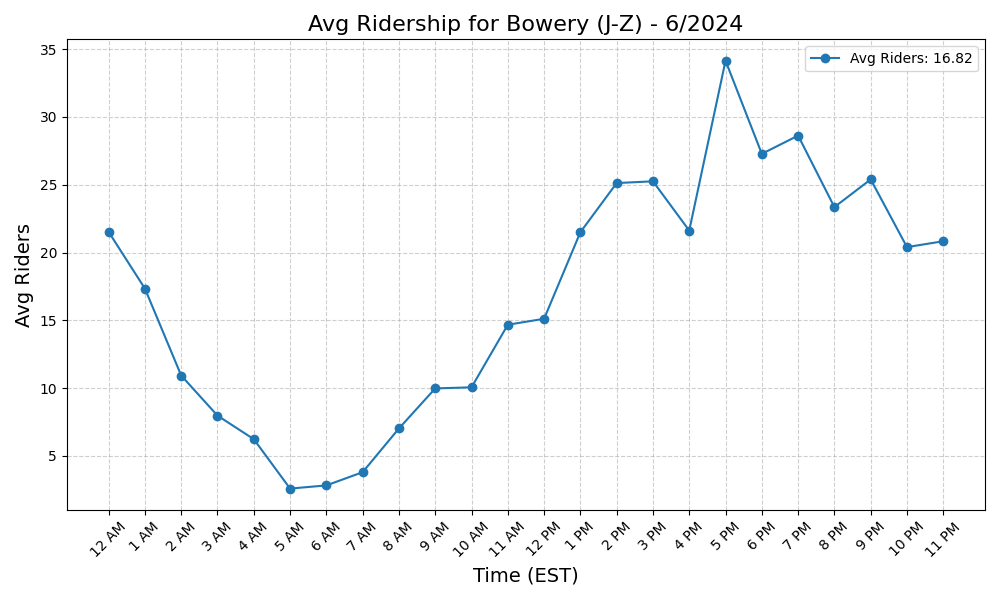 Avg Ridership for Bowery (J-Z) - 6/2024
Avg Riders: 16.82
35
30
25
20
15
10
5
Avg Riders
12 AM
1 AM
2 AM
3 AM
4 AM
5 AM
6 AM
7 AM
8 AM
9 AM
10 AM
11 AM
12 PM
1 PM
2 PM
3 PM
4 PM
5 PM
6 PM
7 PM
8 PM
9 PM
10 PM
11 PM
Time (EST)